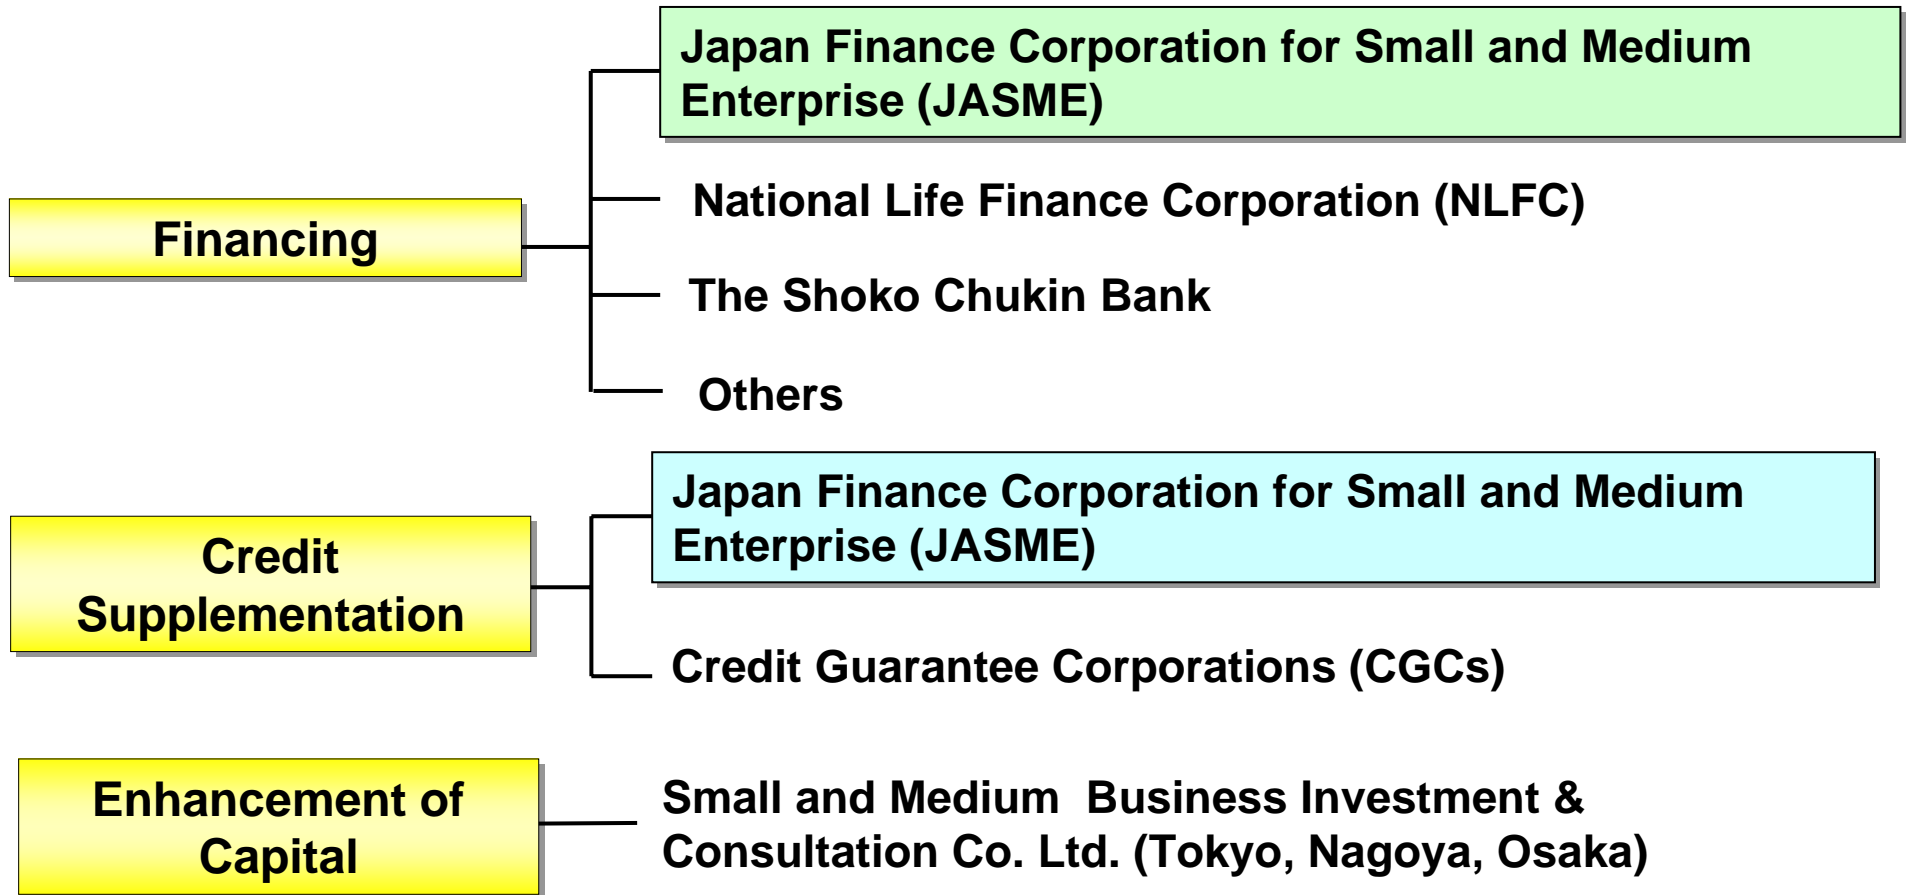 Japan Finance Corporation for Small and Medium
Enterprise (JASME)
National Life Finance Corporation (NLFC)
Financing
The Shoko Chukin Bank
Others
Japan Finance Corporation for Small and Medium
Enterprise (JASME)
Credit
Supplementation
Credit Guarantee Corporations (CGCs)
Enhancement of
Capital
Small and Medium  Business Investment &
Consultation Co. Ltd. (Tokyo, Nagoya, Osaka)